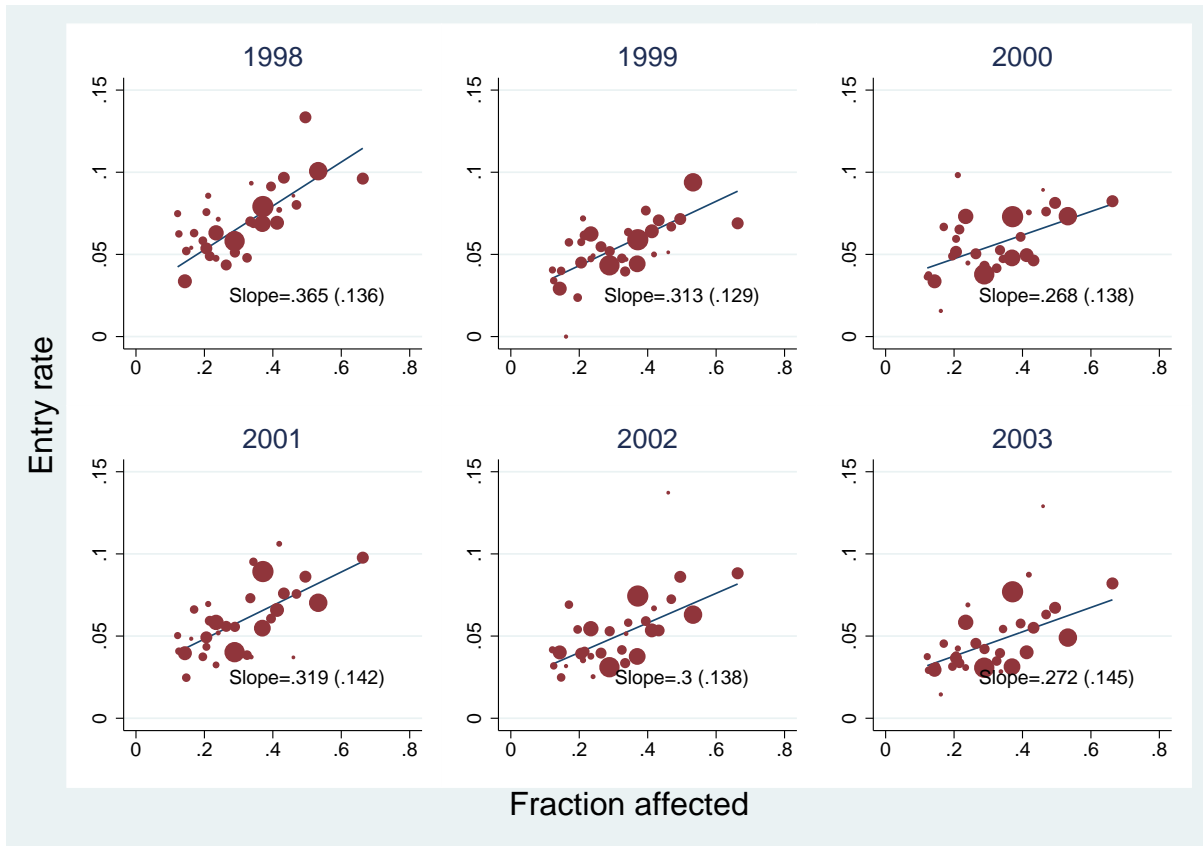 1998
1999
2000
.15
.1
.05
0
Slope=.365 (.136)
0 .2 .4 .6 .8
.15
.1
.05
0
Slope=.313 (.129)
0 .2 .4 .6 .8
.15
.1
.05
0
Slope=.268 (.138)
0 .2 .4 .6 .8
Entry rate
2001
2002
2003
.15
.1
.05
0
Slope=.319 (.142)
0 .2 .4 .6 .8
.15
.1
.05
0
Slope=.3 (.138)
0 .2 .4 .6 .8
.15
.1
.05
0
Slope=.272 (.145)
0 .2 .4 .6 .8
Fraction affected